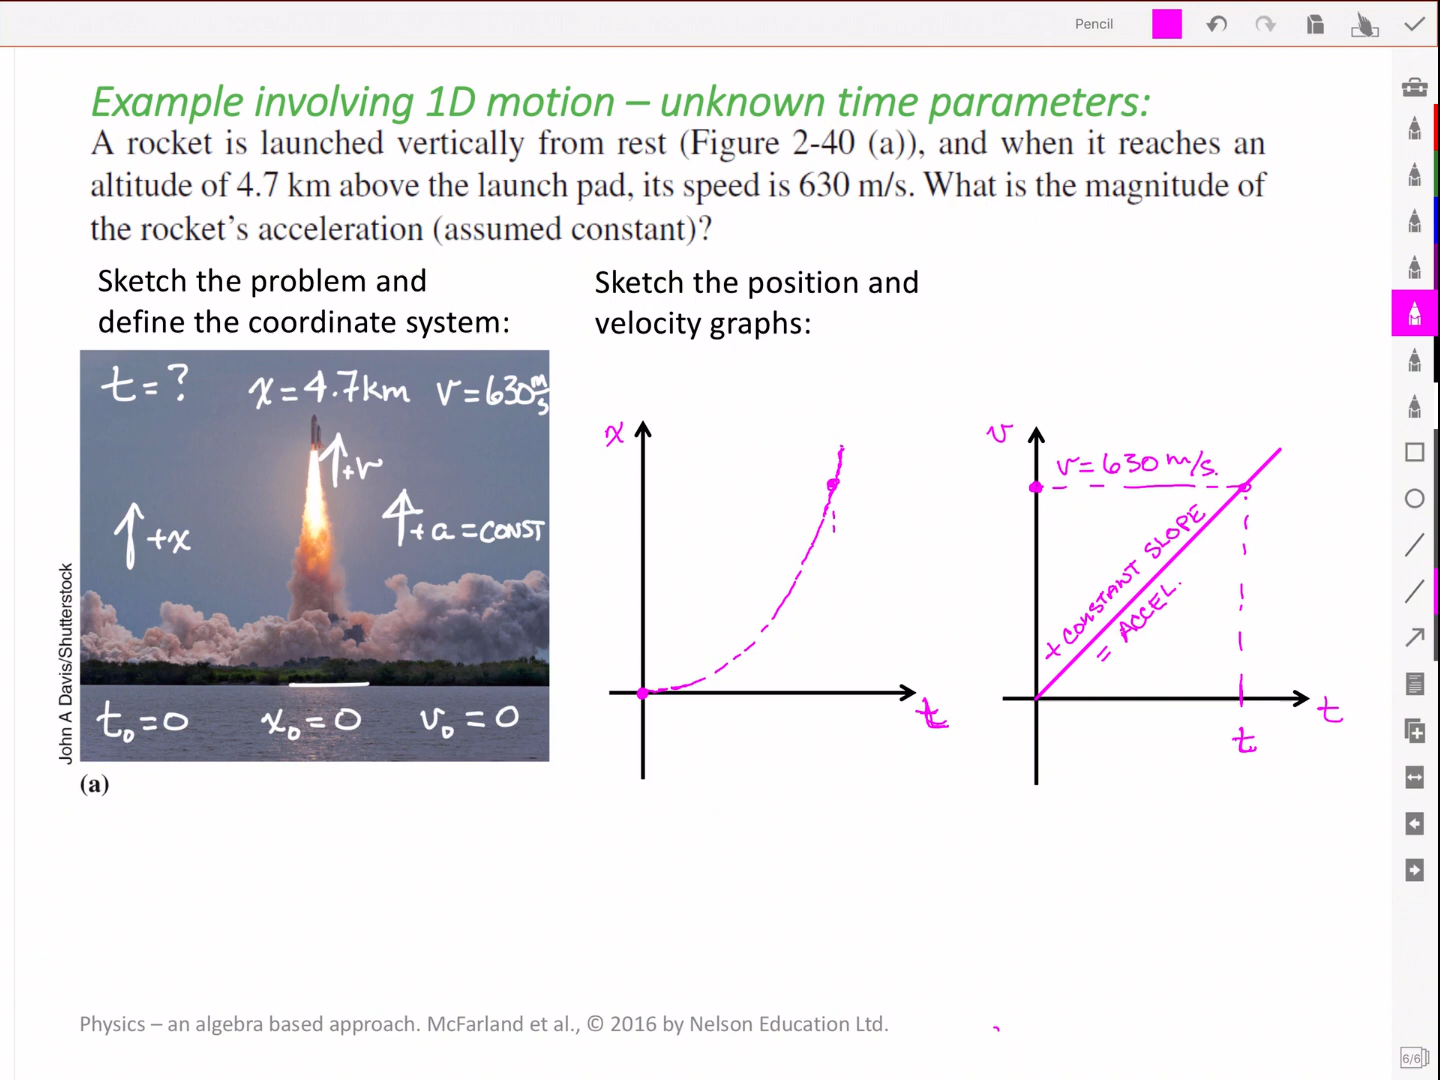 Pencil
Example involving 1D motion – unknown time parameters:
A rocket is launched vertically from rest (Figure 2-40 (a)), and when it reaches an
altitude of 4.7 km above the launch pad, its speed is 630 m/s. What is the magnitude of
the rocket's acceleration (assumed constant)?
Sketch the problem and
define the coordinate system:
t = ? x = 4.7km v = 630 m/s
+v
+x
+a = CONST
t₀ = 0 x₀ = 0 v₀ = 0
John A Davis/Shutterstock
(a)
Sketch the position and
velocity graphs:
x
t
v
v = 630 m/s.
+ CONSTANT SLOPE
= ACCEL.
t
t
Physics – an algebra based approach. McFarland et al., © 2016 by Nelson Education Ltd.
6/6